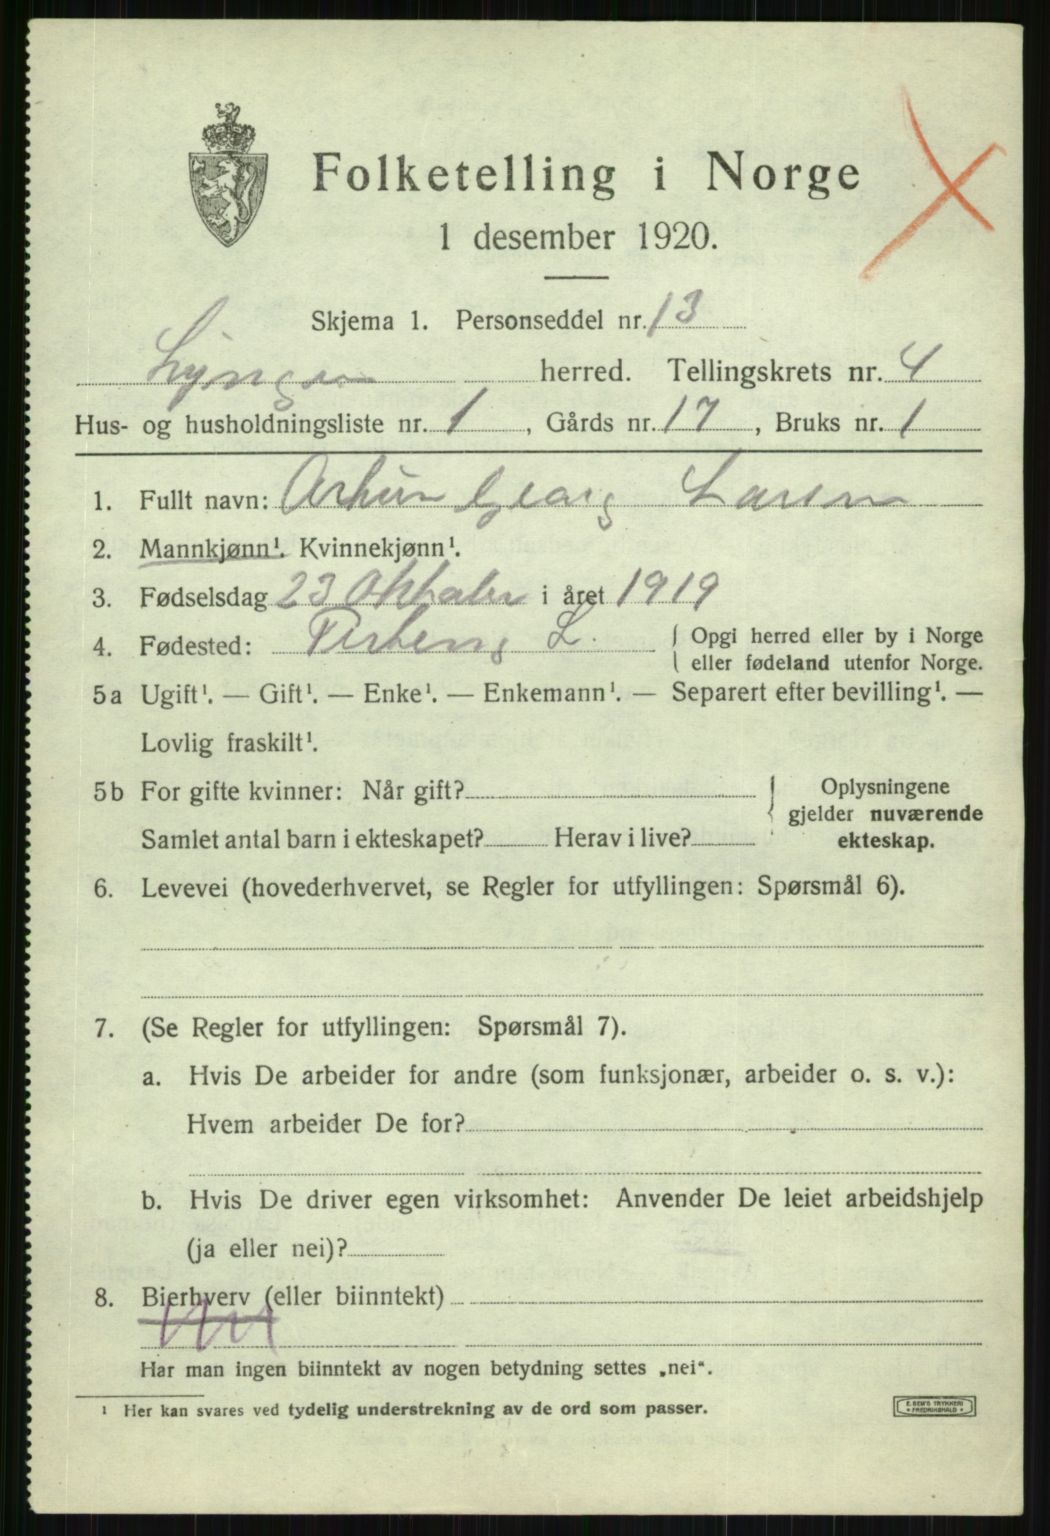 Folketelling i Norge
1 desember 1920.
Skjema 1. Personseddel nr. 13
Lyngen herred. Tellingskrets nr. 4
Hus- og husholdningsliste nr. 1, Gårds nr. 17, Bruks nr. 1
1. Fullt navn: Arthur Georg Larsen
2. Mannkjønn¹. Kvinnekjønn¹.
3. Fødselsdag 23 Oktober i året 1919
4. Fødested: L. { Opgi herred eller by i Norge
eller fødeland utenfor Norge.
5a Ugift¹. — Gift¹. — Enke¹. — Enkemann¹. — Separert efter bevilling¹. —
Lovlig fraskilt¹.
5b For gifte kvinner: Når gift? } Oplysningene
gjelder nuværende
Samlet antal barn i ekteskapet? Herav i live? ekteskap.
6. Levevei (hovederhvervet, se Regler for utfyllingen: Spørsmål 6).
7. (Se Regler for utfyllingen: Spørsmål 7).
a. Hvis De arbeider for andre (som funksjonær, arbeider o. s. v.):
Hvem arbeider De for?
b. Hvis De driver egen virksomhet: Anvender De leiet arbeidshjelp
(ja eller nei)?
8. Bierhverv (eller biinntekt)
Har man ingen biinntekt av nogen betydning settes „nei“.
¹ Her kan svares ved tydelig understrekning av de ord som passer.
E. SEM'S TRYKKERI
• FREDRIKSHALD •